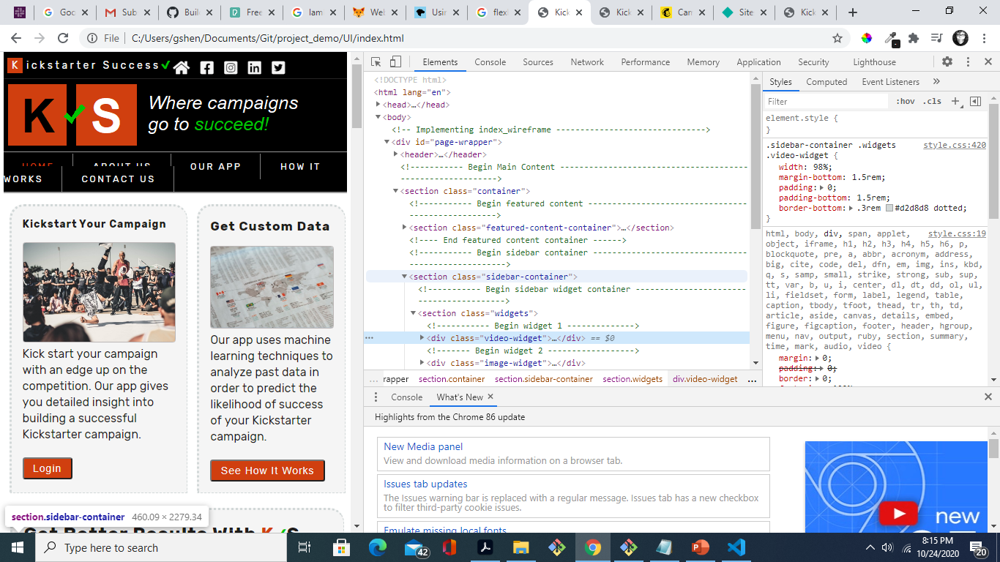 Goo
Sub
Buil
Free
lam
Wel
Usin
flexi
Kick
Kick
Can
Site
Kick
File C:/Users/gshen/Documents/Git/project_demo/UI/index.html
Kickstarter Success
K S
Where campaigns
go to succeed!
HOME ABOUT US OUR APP HOW IT
WORKS CONTACT US
Kickstart Your Campaign
Kick start your campaign
with an edge up on the
competition. Our app gives
you detailed insight into
building a successful
Kickstarter campaign.
Login
Get Custom Data
Our app uses machine
learning techniques to
analyze past data in
order to predict the
likelihood of success
of your Kickstarter
campaign.
See How It Works
section.sidebar-container 460.09 × 2279.34
Get Better Results With K S
Elements Console Sources Network Performance Memory Application Security Lighthouse
<!DOCTYPE html>
<html lang="en">
<head>…</head>
<body>
<!-- Implementing index_wireframe ------------------------------->
<div id="page-wrapper">
<header>…</header>
<!----------- Begin Main Content ---------------------------------------
-------------------->
<section class="container">
<!----------- Begin featured content ---------------------------------
------------------>
<section class="featured-content-container">…</section>
<!---- End featured content container ------>
<!----------- Begin sidebar container ---------------------------------
--------------------->
<section class="sidebar-container">
<!----------- Begin sidebar widget container -----------------------
------------------>
<section class="widgets">
<!----------- Begin widget 1 -------------->
<div class="video-widget">…</div> == $0
<!------- Begin widget 2 ------------------>
<div class="image-widget">…</div>
… rapper section.container section.sidebar-container section.widgets div.video-widget …
Styles Computed Event Listeners »
Filter :hov .cls +
element.style {
}
.sidebar-container .widgets style.css:420
.video-widget {
width: 98%;
margin-bottom: 1.5rem;
padding: 0;
padding-bottom: 1.5rem;
border-bottom: .3rem #d2d8d8 dotted;
}
html, body, div, span, applet, style.css:19
object, iframe, h1, h2, h3, h4, h5, h6, p,
blockquote, pre, a, abbr, acronym, address,
big, cite, code, del, dfn, em, img, ins, kbd,
q, s, samp, small, strike, strong, sub, sup,
tt, var, b, u, i, center, dl, dt, dd, ol, ul,
li, fieldset, form, label, legend, table,
caption, tbody, tfoot, thead, tr, th, td,
article, aside, canvas, details, embed,
figure, figcaption, footer, header, hgroup,
menu, nav, output, ruby, section, summary,
time, mark, audio, video {
margin: 0;
padding: 0;
border: 0;
Console What's New
Highlights from the Chrome 86 update
New Media panel
View and download media information on a browser tab.
Issues tab updates
The Issues warning bar is replaced with a regular message. Issues tab has a new checkbox
to filter third-party cookie issues.
Emulate missing local fonts
new
Type here to search
42
8:15 PM
10/24/2020
20